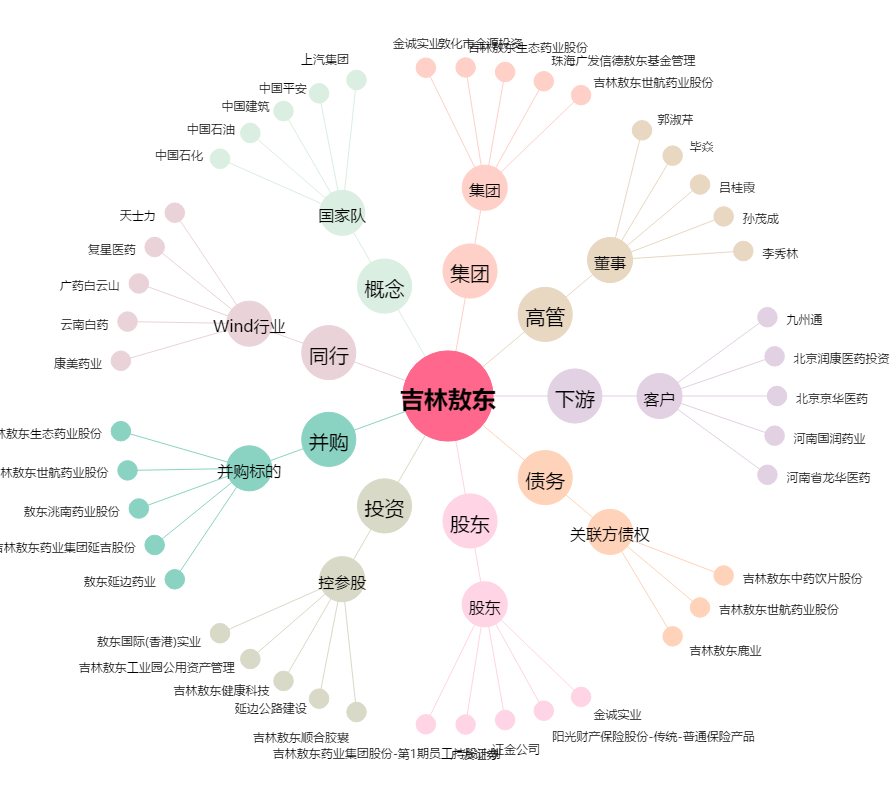 金诚实业
敦化市金源投资
吉林敖东生态药业股份
珠海广发信德敖东基金管理
吉林敖东世航药业股份
集团
集团
郭淑芹
毕焱
吕桂霞
孙茂成
李秀林
董事
高管
九州通
北京润康医药投资
北京京华医药
河南国润药业
河南省龙华医药
客户
下游
债务
关联方债权
吉林敖东中药饮片股份
吉林敖东世航药业股份
吉林敖东鹿业
股东
股东
金诚实业
阳光财产保险股份-传统-普通保险产品
证金公司
广发证券
吉林敖东药业集团股份-第1期员工持股计划
投资
控参股
吉林敖东顺合胶囊
延边公路建设
吉林敖东健康科技
吉林敖东工业园公用资产管理
敖东国际(香港)实业
并购
并购标的
敖东延边药业
吉林敖东药业集团延吉股份
敖东洮南药业股份
林敖东世航药业股份
林敖东生态药业股份
同行
Wind行业
康美药业
云南白药
广药白云山
复星医药
天士力
概念
国家队
中国石化
中国石油
中国建筑
中国平安
上汽集团
吉林敖东